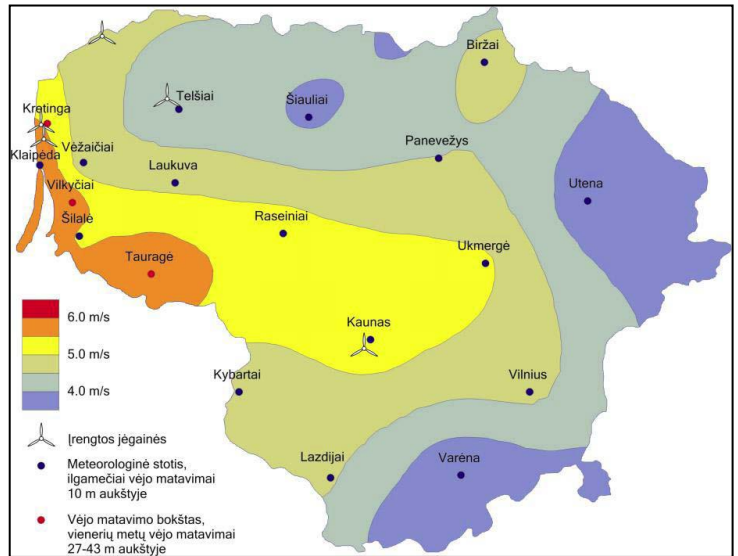 Biržai
Telšiai
Šiauliai
Kretinga
Panevežys
Vėžaičiai
Klaipėda
Laukuva
Vilkyčiai
Utena
Šilalė
Raseiniai
Ukmergė
Tauragė
6.0 m/s
Kaunas
5.0 m/s
Kybartai
Vilnius
4.0 m/s
Įrengtos jėgainės
Lazdijai
Varėna
Meteorologinė stotis,
ilgamečiai vėjo matavimai
10 m aukštyje
Vėjo matavimo bokštas,
vienerių metų vėjo matavimai
27-43 m aukštyje